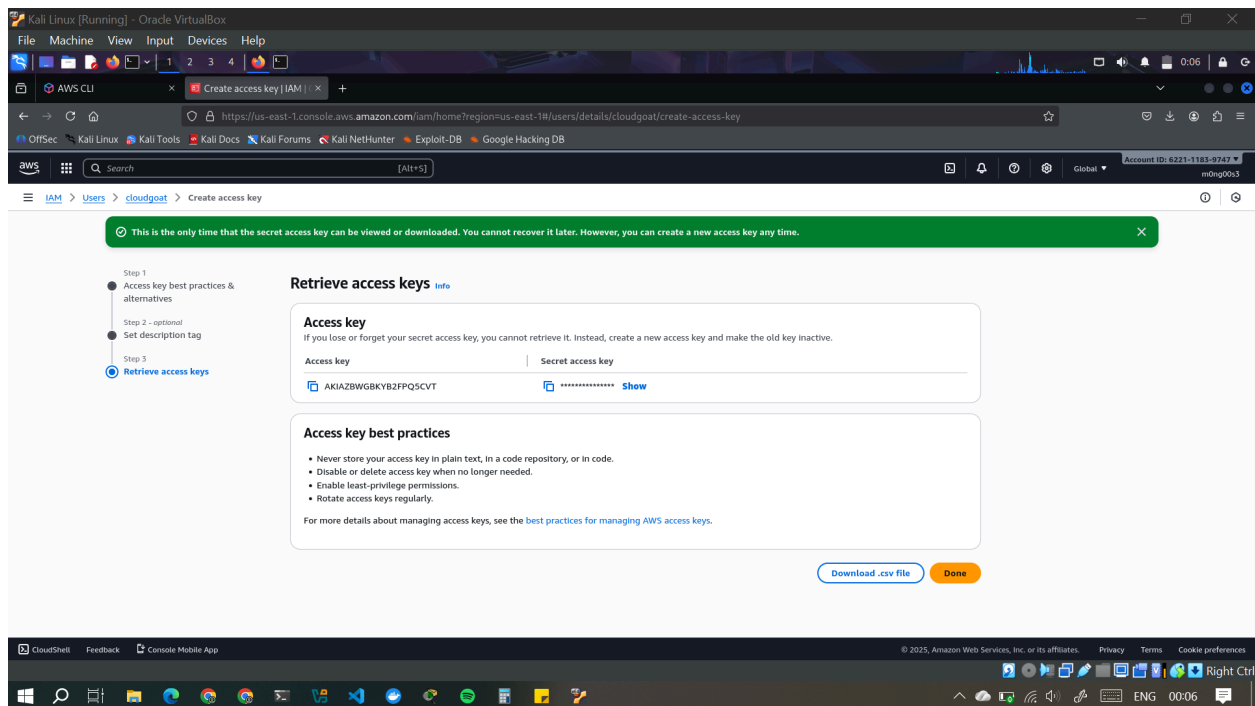 Kali Linux [Running] - Oracle VirtualBox
File Machine View Input Devices Help
1 2 3 4
0:06
AWS CLI
Create access key | IAM |
https://us-east-1.console.aws.amazon.com/iam/home?region=us-east-1#/users/details/cloudgoat/create-access-key
OffSec Kali Linux Kali Tools Kali Docs Kali Forums Kali NetHunter Exploit-DB Google Hacking DB
aws
Search [Alt+S]
Global
Account ID: 6221-1183-9747
m0ng00s3
IAM > Users > cloudgoat > Create access key
This is the only time that the secret access key can be viewed or downloaded. You cannot recover it later. However, you can create a new access key any time.
Step 1
Access key best practices &
alternatives
Step 2 - optional
Set description tag
Step 3
Retrieve access keys
Retrieve access keys Info
Access key
If you lose or forget your secret access key, you cannot retrieve it. Instead, create a new access key and make the old key inactive.
Access key
Secret access key
AKIAZBWGBKYB2FPQ5CVT
*************** Show
Access key best practices
• Never store your access key in plain text, in a code repository, or in code.
• Disable or delete access key when no longer needed.
• Enable least-privilege permissions.
• Rotate access keys regularly.
For more details about managing access keys, see the best practices for managing AWS access keys.
Download .csv file
Done
CloudShell Feedback Console Mobile App
© 2025, Amazon Web Services, Inc. or its affiliates. Privacy Terms Cookie preferences
Right Ctrl
ENG 00:06